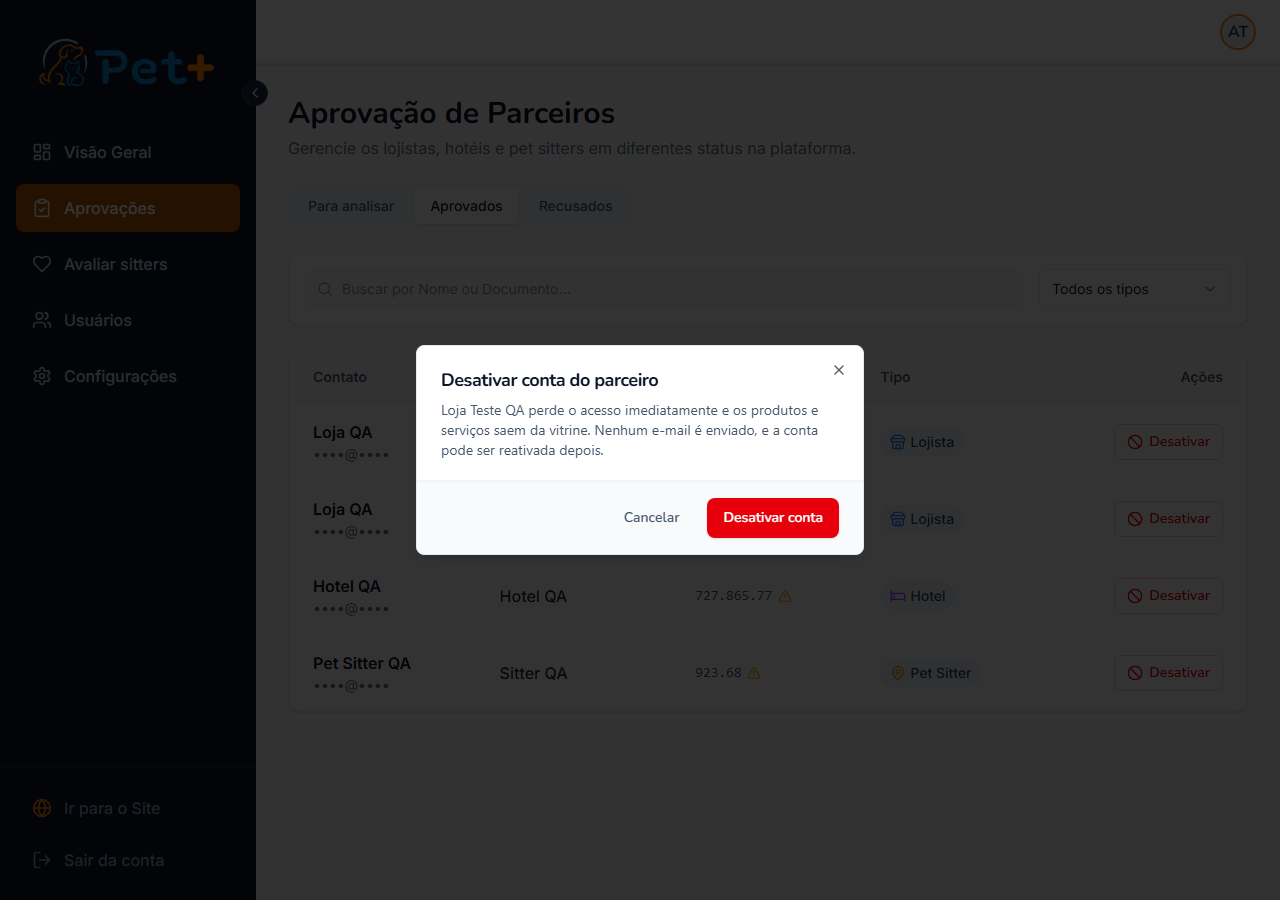 Pet+
AT
Aprovação de Parceiros
Gerencie os lojistas, hotéis e pet sitters em diferentes status na plataforma.
Visão Geral
Aprovações
Avaliar sitters
Usuários
Configurações
Para analisar Aprovados Recusados
Buscar por Nome ou Documento... Todos os tipos
Contato Tipo Ações
Loja QA
••••@••••
Lojista Desativar
Loja QA
••••@••••
Lojista Desativar
Hotel QA
••••@••••
Hotel QA 727.865.77 Hotel Desativar
Pet Sitter QA
••••@••••
Sitter QA 923.68 Pet Sitter Desativar
Desativar conta do parceiro
Loja Teste QA perde o acesso imediatamente e os produtos e
serviços saem da vitrine. Nenhum e-mail é enviado, e a conta
pode ser reativada depois.
Cancelar Desativar conta
Ir para o Site
Sair da conta